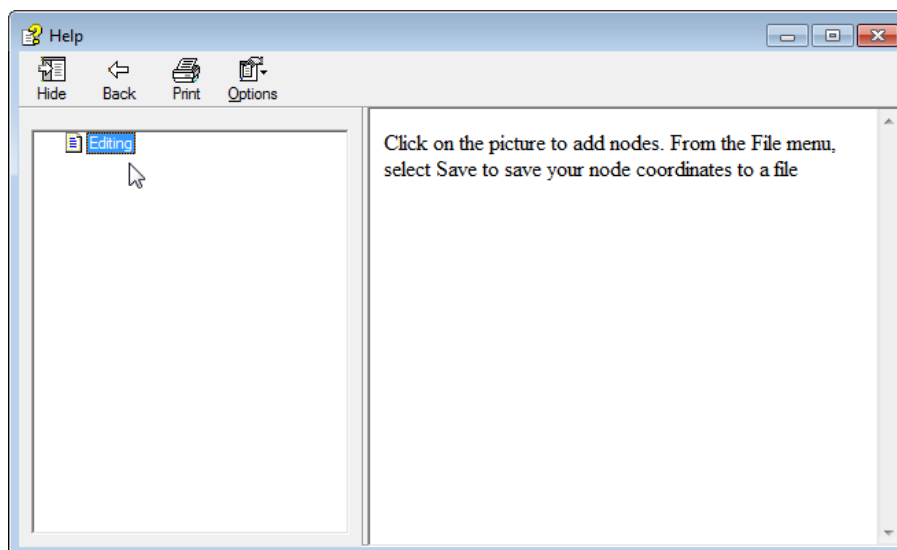 Help
Hide Back Print Options
Editing
Click on the picture to add nodes. From the File menu,
select Save to save your node coordinates to a file